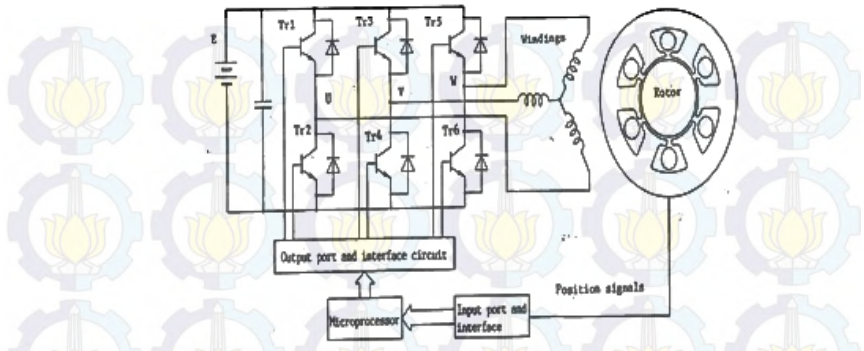 Tr1
Tr3
Tr5
E
Windings
Rotor
U
V
W
Tr2
Tr4
Tr6
Output port and interface circuit
Position signals
Microprocessor
Input port and
interface